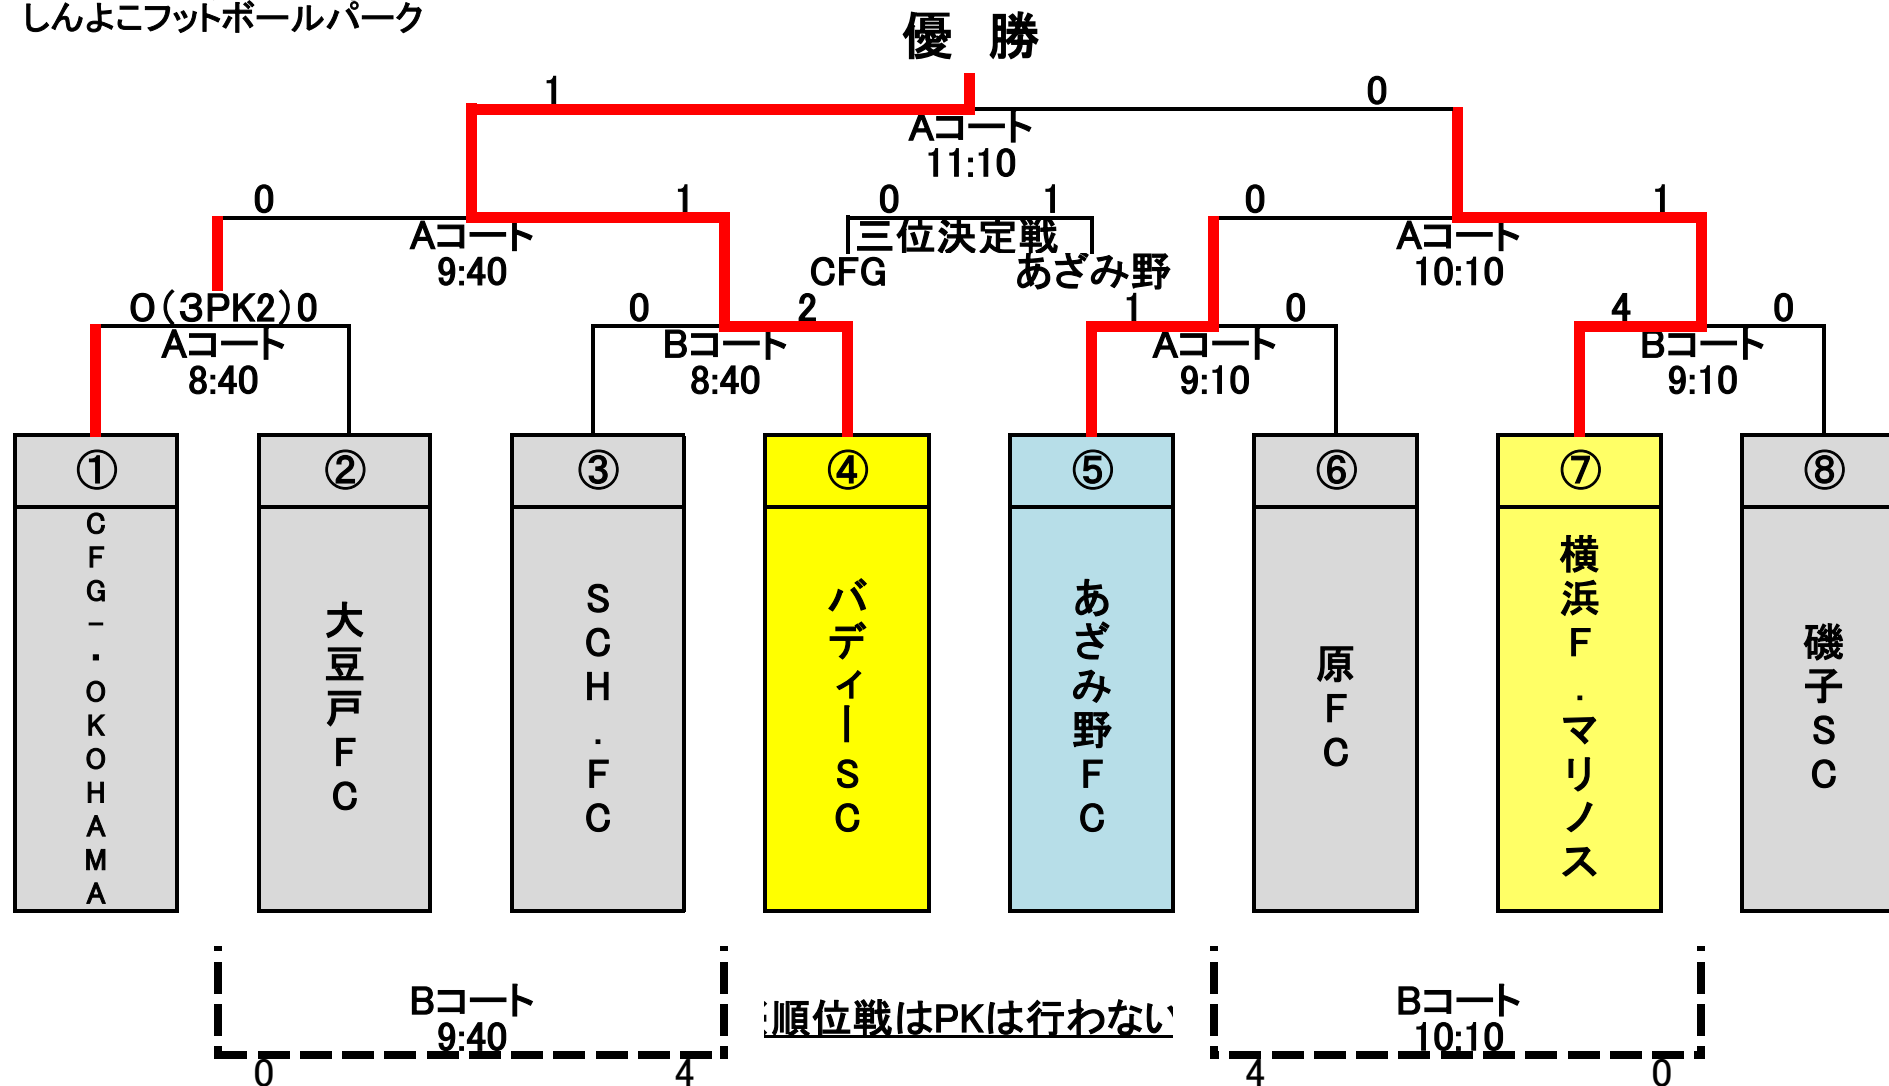 しんよこフットボールパーク
優　勝
1
0
Aコート
11:10
0
1
0
1
0
1
Aコート
9:40
三位決定戦
CFG
あざみ野
Aコート
10:10
0(3PK2)0
0
2
1
0
4
0
Aコート
8:40
Bコート
8:40
Aコート
9:10
Bコート
9:10
①
②
③
④
⑤
⑥
⑦
⑧
CFG-・OKOHAMA
大豆戸FC
SCH.FC
バディーSC
あざみ野FC
原FC
横浜F.マリノス
磯子SC
Bコート
9:40
順位戦はPKは行わない
Bコート
10:10
0
4
4
0